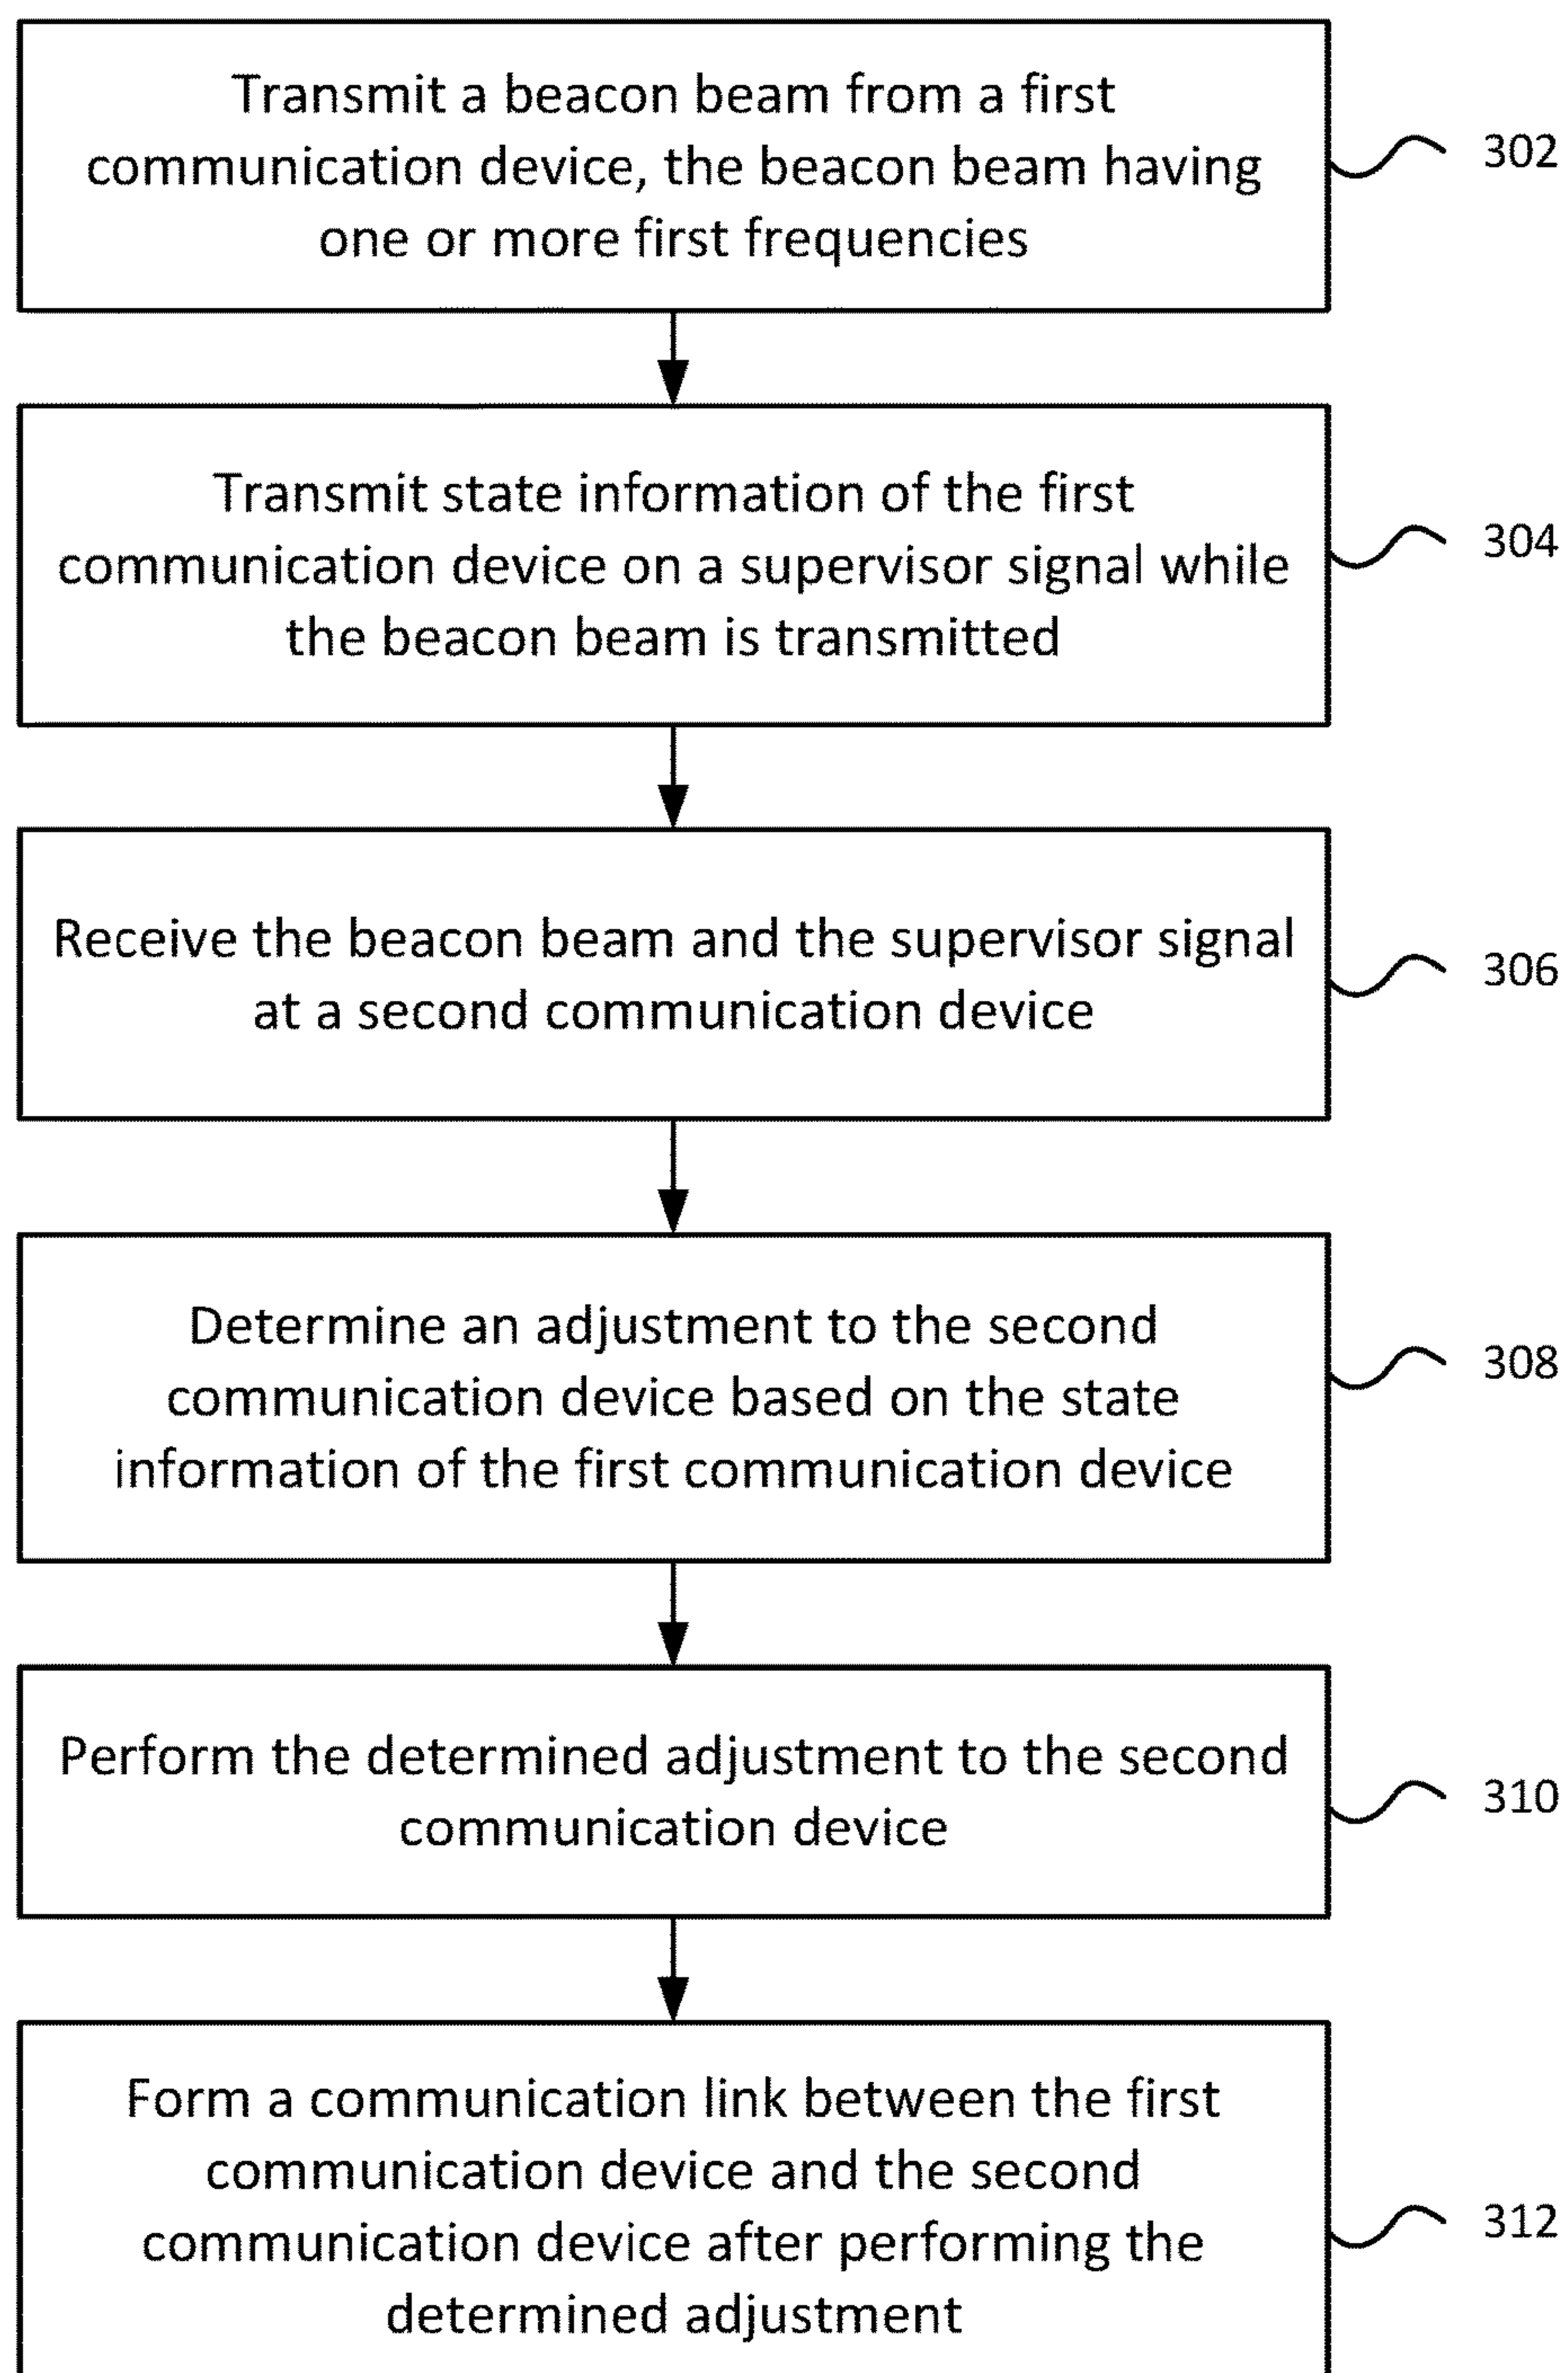 Transmit a beacon beam from a first
communication device, the beacon beam having
one or more first frequencies
302
Transmit state information of the first
communication device on a supervisor signal while
the beacon beam is transmitted
304
Receive the beacon beam and the supervisor signal
at a second communication device
306
Determine an adjustment to the second
communication device based on the state
information of the first communication device
308
Perform the determined adjustment to the second
communication device
310
Form a communication link between the first
communication device and the second
communication device after performing the
determined adjustment
312